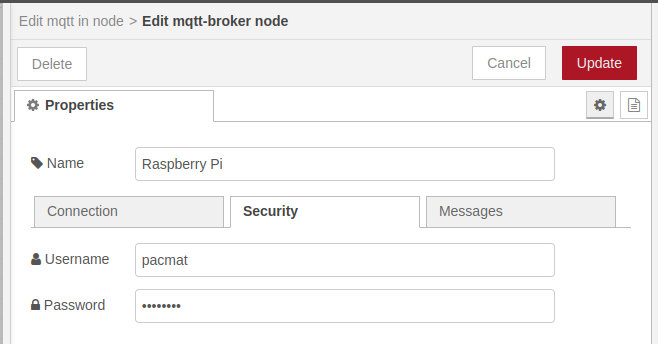 Edit mqtt in node > Edit mqtt-broker node
Delete
Cancel
Update
Properties
Name
Raspberry Pi
Connection
Security
Messages
Username
pacmat
Password
••••••••